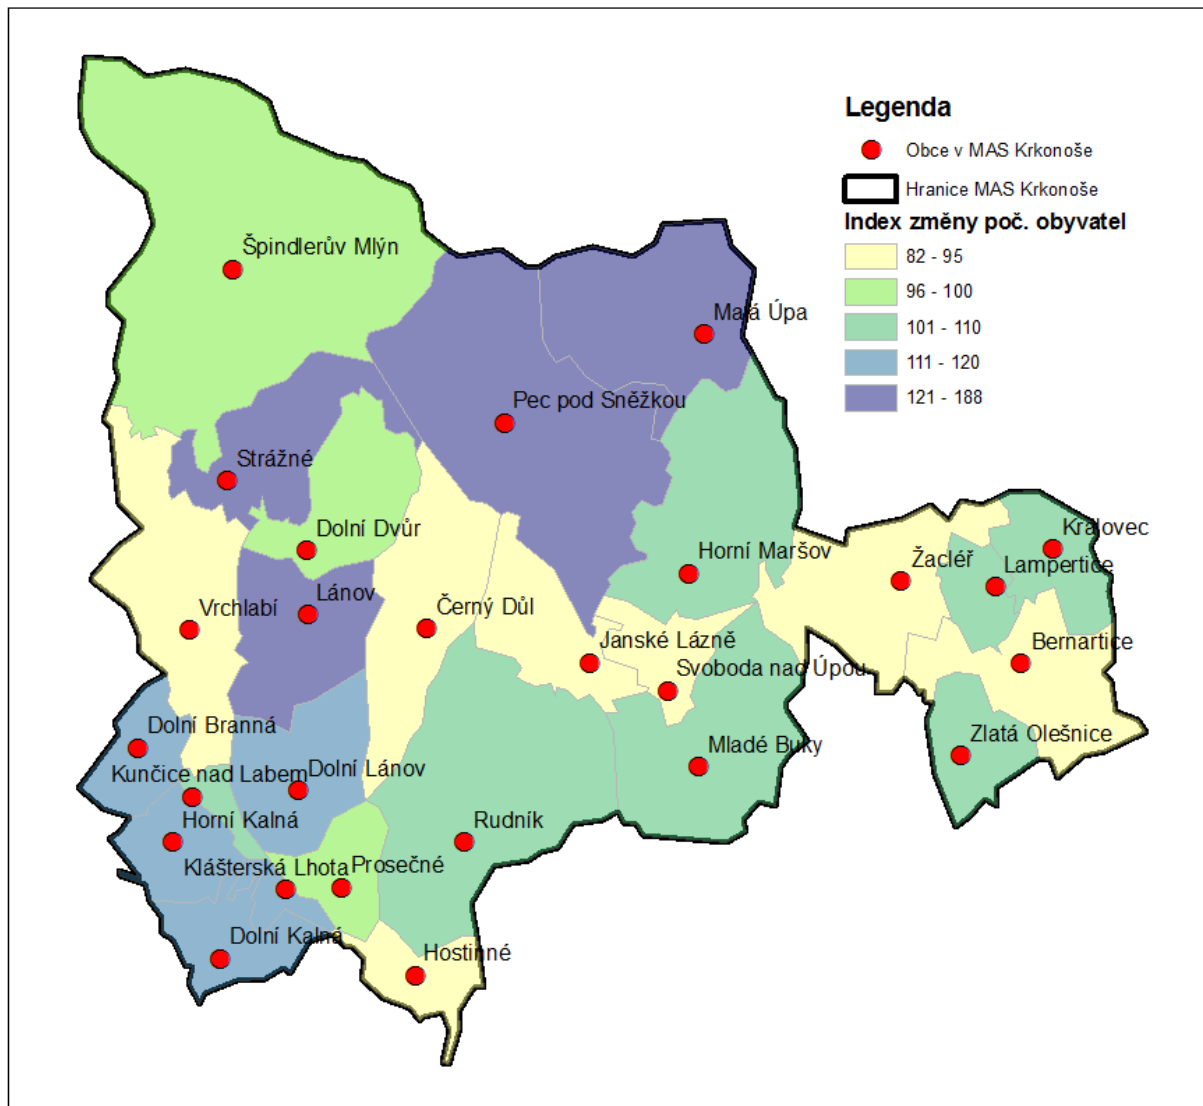 Legenda
Obce v MAS Krkonoše
Hranice MAS Krkonoše
Index změny poč. obyvatel
82 - 95
96 - 100
101 - 110
111 - 120
121 - 188
Špindlerův Mlýn
Malá Úpa
Pec pod Sněžkou
Strážné
Dolní Dvůr
Královec
Horní Maršov
Žacléř
Lampertice
Lánov
Vrchlabí
Černý Důl
Janské Lázně
Bernartice
Svoboda nad Úpou
Dolní Branná
Zlatá Olešnice
Mladé Buky
Kunčice nad Labem
Dolní Lánov
Horní Kalná
Rudník
Klášterská Lhota
Prosečné
Dolní Kalná
Hostinné